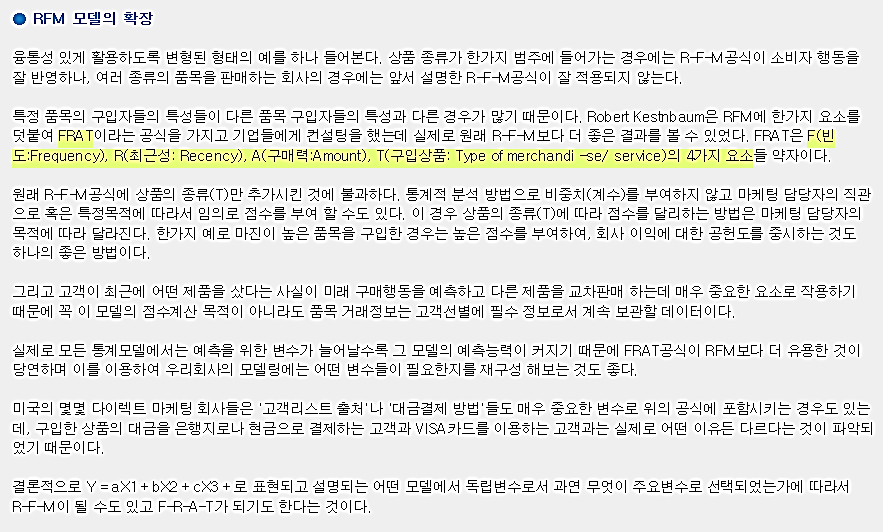 RFM 모델의 확장
융통성 있게 활용하도록 변형된 형태의 예를 하나 들어본다. 상품 종류가 한가지 범주에 들어가는 경우에는 R-F-M공식이 소비자 행동을
잘 반영하나, 여러 종류의 품목을 판매하는 회사의 경우에는 앞서 설명한 R-F-M공식이 잘 적용되지 않는다.
특정 품목의 구입자들의 특성들이 다른 품목 구입자들의 특성과 다른 경우가 많기 때문이다. Robert Kestnbaum은 RFM에 한가지 요소를
덧붙여 FRAT이라는 공식을 가지고 기업들에게 컨설팅을 했는데 실제로 원래 R-F-M보다 더 좋은 결과를 볼 수 있었다. FRAT은 F(빈
도:Frequency), R(최근성: Recency), A(구매력:Amount), T(구입상품: Type of merchandi -se/ service)의 4가지 요소들 약자이다.
원래 R-F-M공식에 상품의 종류(T)만 추가시킨 것에 불과하다. 통계적 분석 방법으로 비중치(계수)를 부여하지 않고 마케팅 담당자의 직관
으로 혹은 특정목적에 따라서 임의로 점수를 부여 할 수도 있다. 이 경우 상품의 종류(T)에 따라 점수를 달리하는 방법은 마케팅 담당자의
목적에 따라 달라진다. 한가지 예로 마진이 높은 품목을 구입한 경우는 높은 점수를 부여하여, 회사 이익에 대한 공헌도를 중시하는 것도
하나의 좋은 방법이다.
그리고 고객이 최근에 어떤 제품을 샀다는 사실이 미래 구매행동을 예측하고 다른 제품을 교차판매 하는데 매우 중요한 요소로 작용하기
때문에 꼭 이 모델의 점수계산 목적이 아니라도 품목 거래정보는 고객선별에 필수 정보로서 계속 보관할 데이터이다.
실제로 모든 통계모델에서는 예측을 위한 변수가 늘어날수록 그 모델의 예측능력이 커지기 때문에 FRAT공식이 RFM보다 더 유용한 것이
당연하며 이를 이용하여 우리회사의 모델링에는 어떤 변수들이 필요한지를 재구성 해보는 것도 좋다.
미국의 몇몇 다이렉트 마케팅 회사들은 '고객리스트 출처'나 '대금결제 방법'들도 매우 중요한 변수로 위의 공식에 포함시키는 경우도 있는
데, 구입한 상품의 대금을 은행지로나 현금으로 결제하는 고객과 VISA카드를 이용하는 고객과는 실제로 어떤 이유든 다르다는 것이 파악되
었기 때문이다.
결론적으로 Y = aX1 + bX2 + cX3 + 로 표현되고 설명되는 어떤 모델에서 독립변수로서 과연 무엇이 주요변수로 선택되었는가에 따라서
R-F-M이 될 수도 있고 F-R-A-T가 되기도 한다는 것이다.